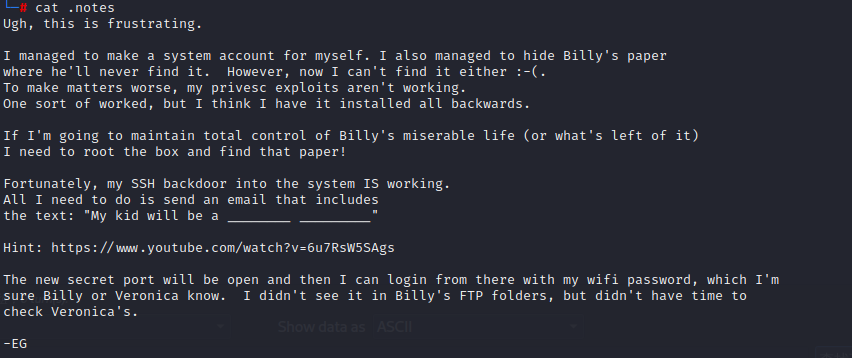 └─# cat .notes
Ugh, this is frustrating.
I managed to make a system account for myself. I also managed to hide Billy's paper
where he'll never find it.  However, now I can't find it either :-(.
To make matters worse, my privesc exploits aren't working.
One sort of worked, but I think I have it installed all backwards.
If I'm going to maintain total control of Billy's miserable life (or what's left of it)
I need to root the box and find that paper!
Fortunately, my SSH backdoor into the system IS working.
All I need to do is send an email that includes
the text: "My kid will be a ________ _________"
Hint: https://www.youtube.com/watch?v=6u7RsW5SAgs
The new secret port will be open and then I can login from there with my wifi password, which I'm
sure Billy or Veronica know.  I didn't see it in Billy's FTP folders, but didn't have time to
check Veronica's.
Show data as ASCII
-EG